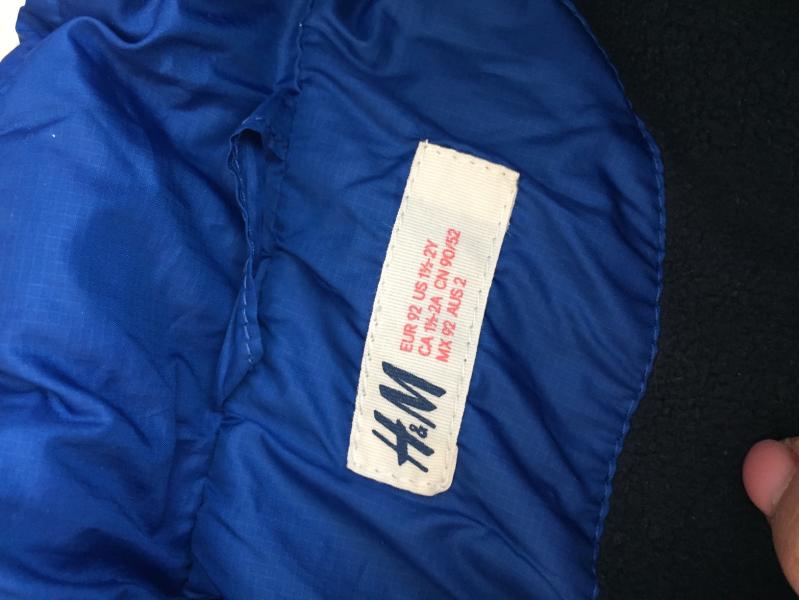 H&M
EUR 92 US 1½-2Y
CA 1½-2A CN 90/52
MX 92 AUS 2